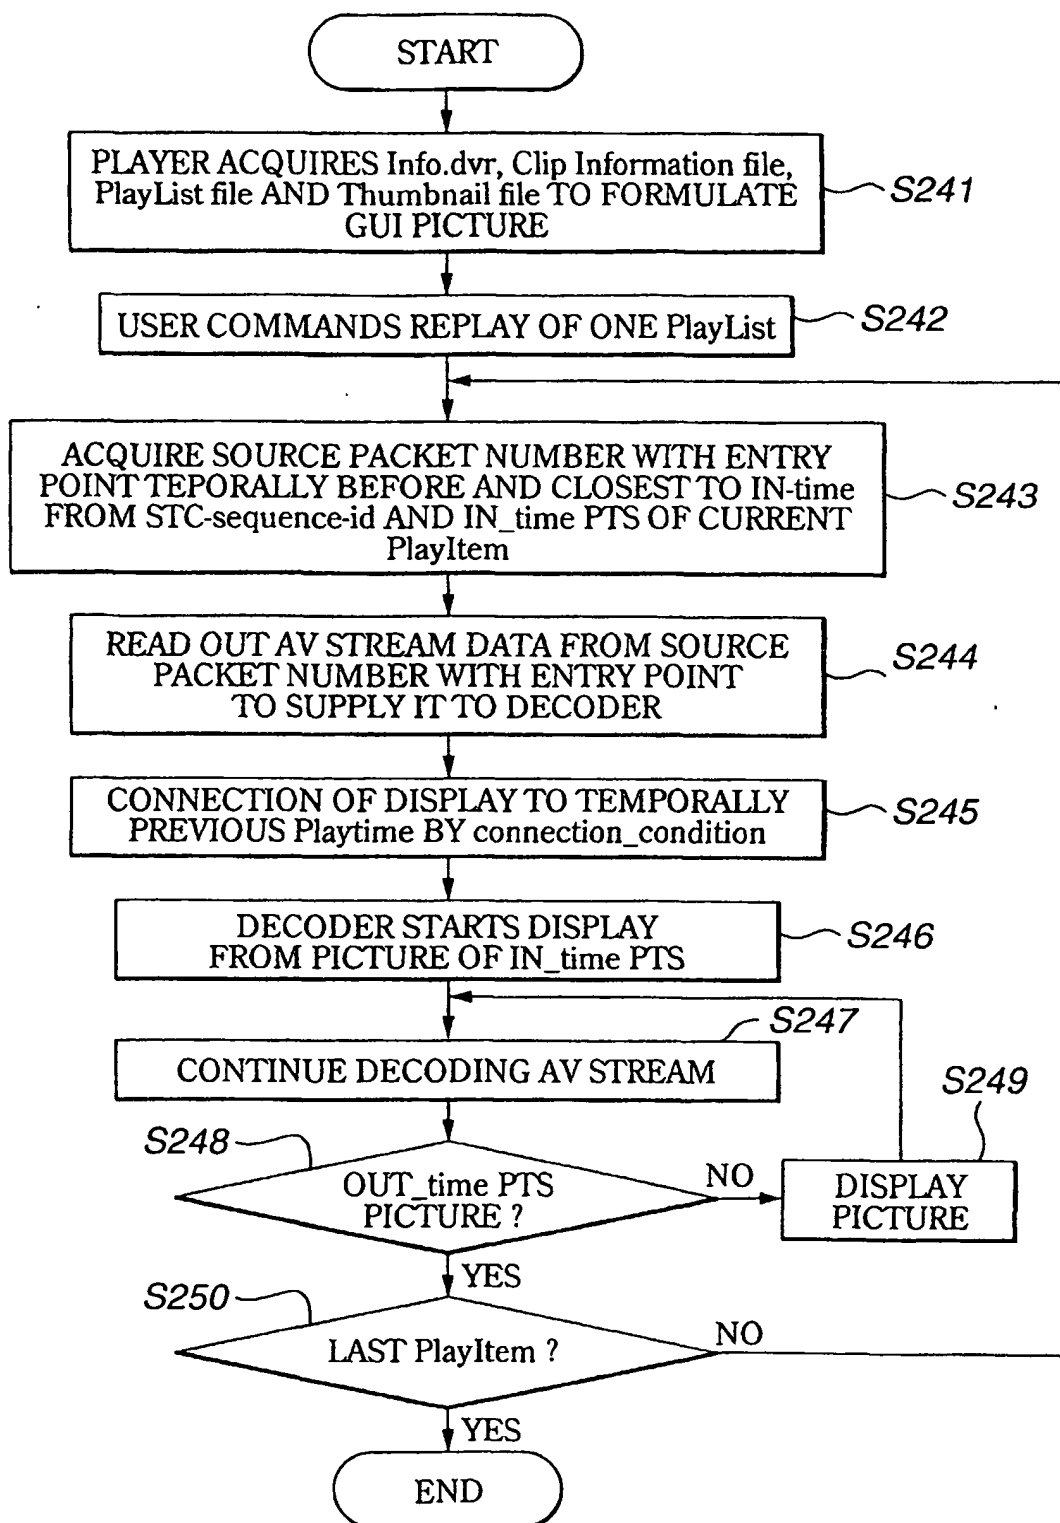 START
PLAYER ACQUIRES Info.dvr, Clip Information file,
PlayList file AND Thumbnail file TO FORMULATE
GUI PICTURE
S241
USER COMMANDS REPLAY OF ONE PlayList
S242
ACQUIRE SOURCE PACKET NUMBER WITH ENTRY
POINT TEPORALLY BEFORE AND CLOSEST TO IN-time
FROM STC-sequence-id AND IN_time PTS OF CURRENT
PlayItem
S243
READ OUT AV STREAM DATA FROM SOURCE
PACKET NUMBER WITH ENTRY POINT
TO SUPPLY IT TO DECODER
S244
CONNECTION OF DISPLAY TO TEMPORALLY
PREVIOUS Playtime BY connection_condition
S245
DECODER STARTS DISPLAY
FROM PICTURE OF IN_time PTS
S246
S247
CONTINUE DECODING AV STREAM
S248
OUT_time PTS
PICTURE ?
NO
S249
DISPLAY
PICTURE
YES
S250
LAST PlayItem ?
NO
YES
END